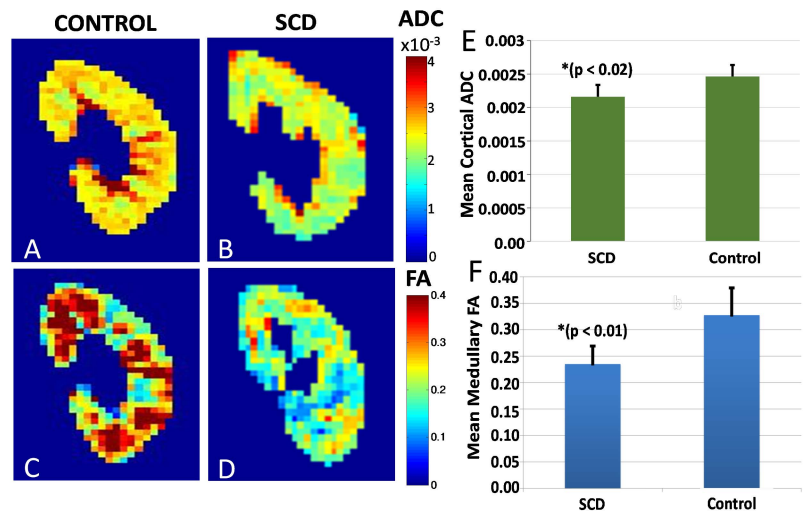 CONTROL
SCD
ADC
x10-3
4
3
2
1
0
A
B
FA
0.4
0.3
0.2
0.1
0
C
D
E
0.003
0.0025
0.002
0.0015
0.001
0.0005
0.00
Mean Cortical ADC
*(p < 0.02)
SCD
Control
F
0.40
0.35
0.30
0.25
0.20
0.15
0.10
0.05
0.00
Mean Medullary FA
*(p < 0.01)
SCD
Control